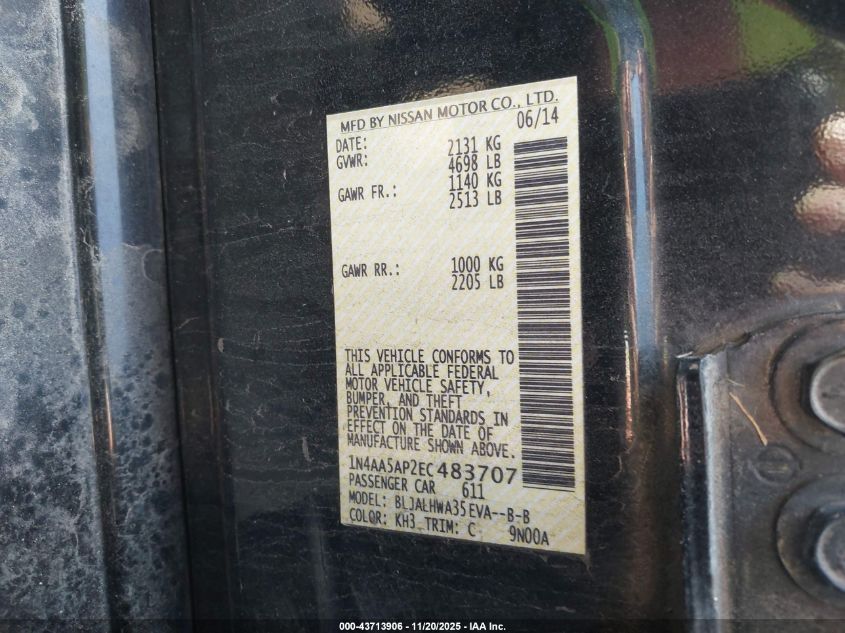 MFD BY NISSAN MOTOR CO., LTD.
DATE: 06/14
GVWR: 2131 KG
4698 LB
GAWR FR.: 1140 KG
2513 LB
GAWR RR.: 1000 KG
2205 LB
THIS VEHICLE CONFORMS TO
ALL APPLICABLE FEDERAL
MOTOR VEHICLE SAFETY,
BUMPER, AND THEFT
PREVENTION STANDARDS IN
EFFECT ON THE DATE OF
MANUFACTURE SHOWN ABOVE.
1N4AA5AP2EC483707
PASSENGER CAR 611
MODEL: BLJALHWA35EVA--B-B
COLOR: KH3 TRIM: C 9N00A
000-43713906 - 11/20/2025 - IAA Inc.